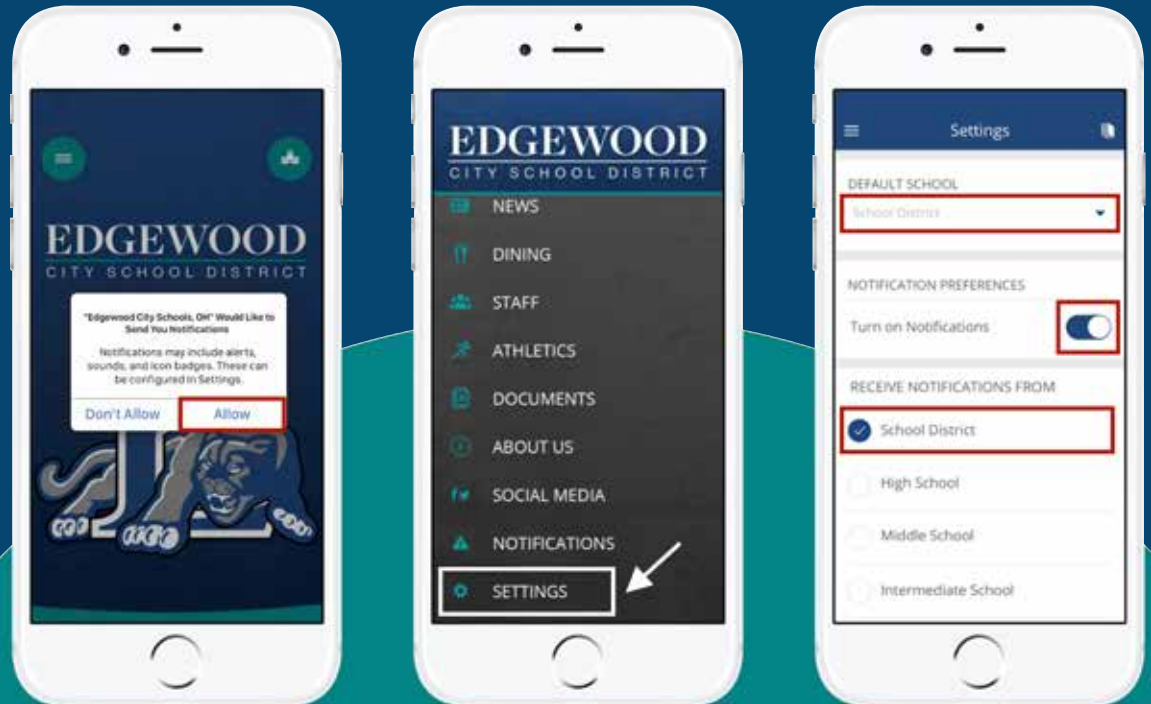 EDGEWOOD
CITY SCHOOL DISTRICT
"Edgewood City Schools, OH" Would Like to
Send You Notifications
Notifications may include alerts,
sounds, and icon badges. These can
be configured in Settings.
Don't Allow
Allow
EDGEWOOD
CITY SCHOOL DISTRICT
NEWS
DINING
STAFF
ATHLETICS
DOCUMENTS
ABOUT US
SOCIAL MEDIA
NOTIFICATIONS
SETTINGS
Settings
DEFAULT SCHOOL
School District
NOTIFICATION PREFERENCES
Turn on Notifications
RECEIVE NOTIFICATIONS FROM
School District
High School
Middle School
Intermediate School